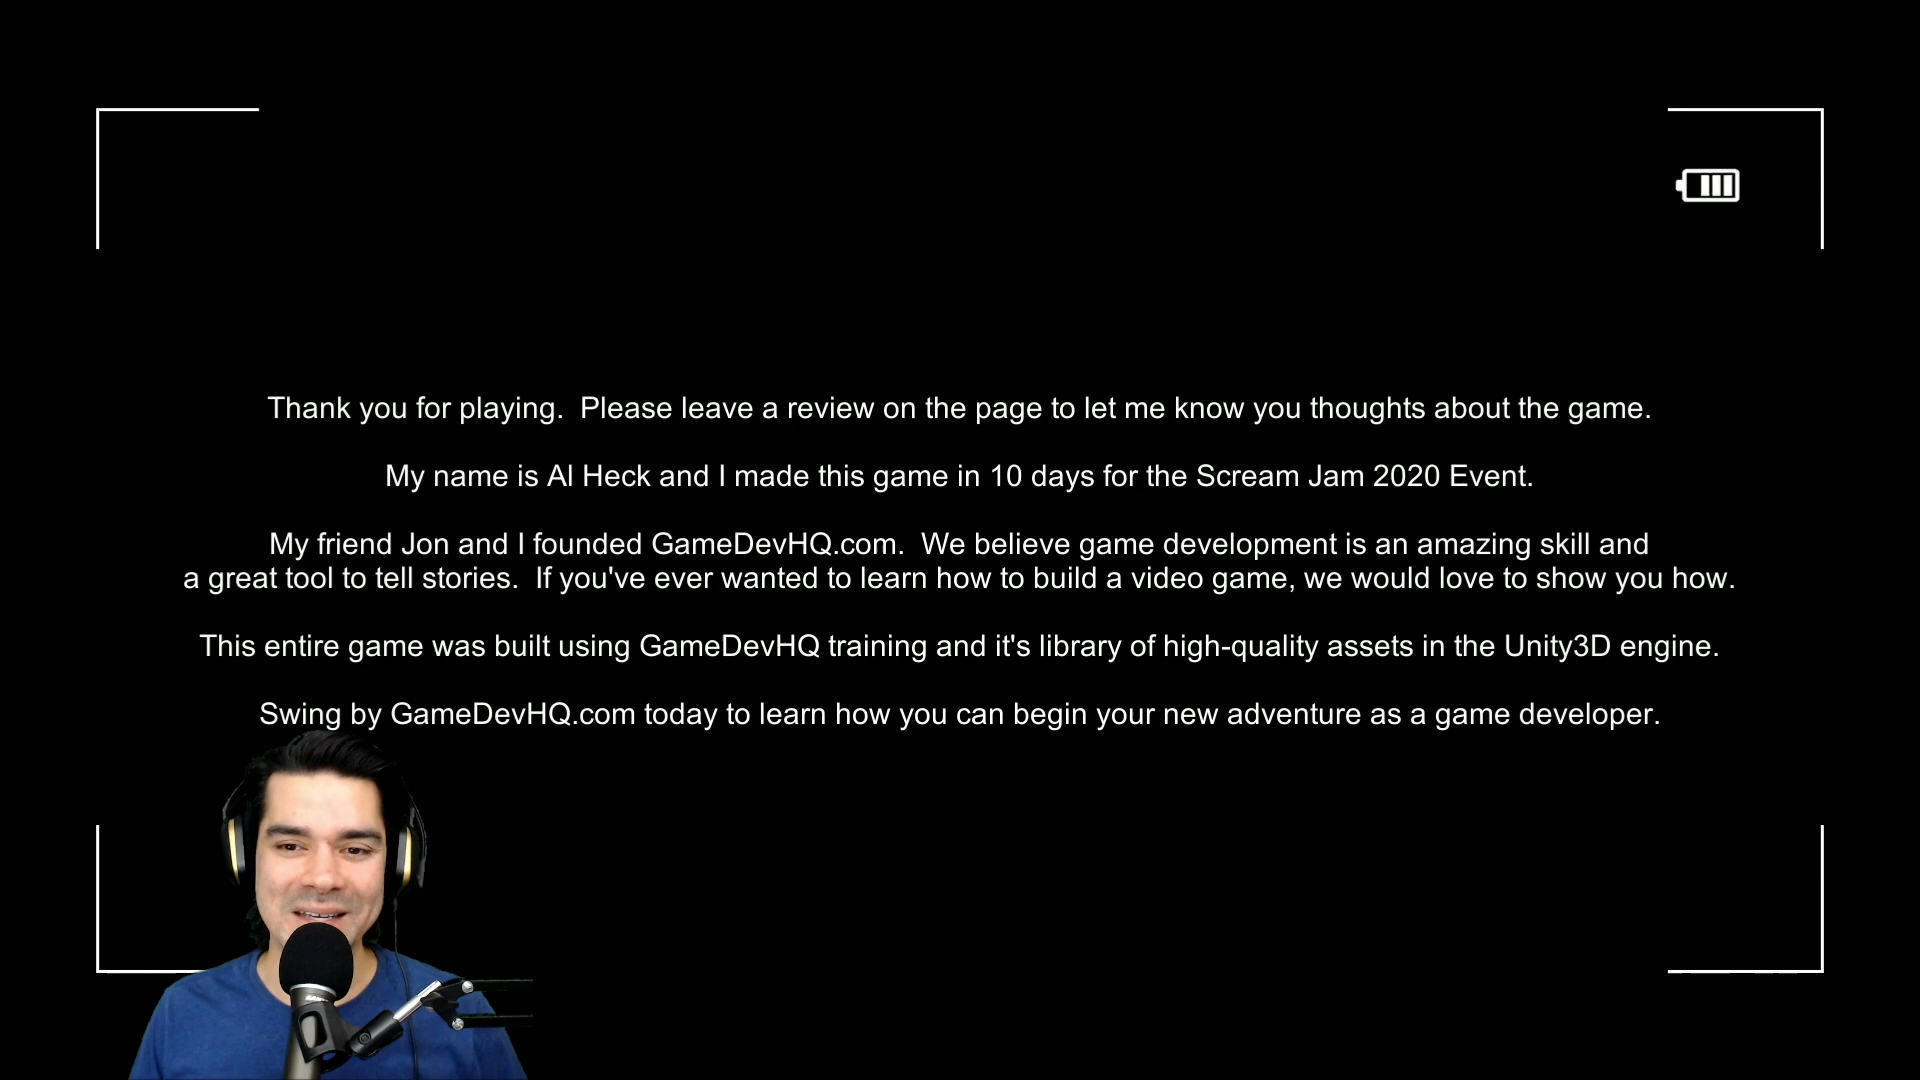 Thank you for playing.  Please leave a review on the page to let me know you thoughts about the game.
My name is Al Heck and I made this game in 10 days for the Scream Jam 2020 Event.
My friend Jon and I founded GameDevHQ.com.  We believe game development is an amazing skill and
a great tool to tell stories.  If you've ever wanted to learn how to build a video game, we would love to show you how.
This entire game was built using GameDevHQ training and it's library of high-quality assets in the Unity3D engine.
Swing by GameDevHQ.com today to learn how you can begin your new adventure as a game developer.